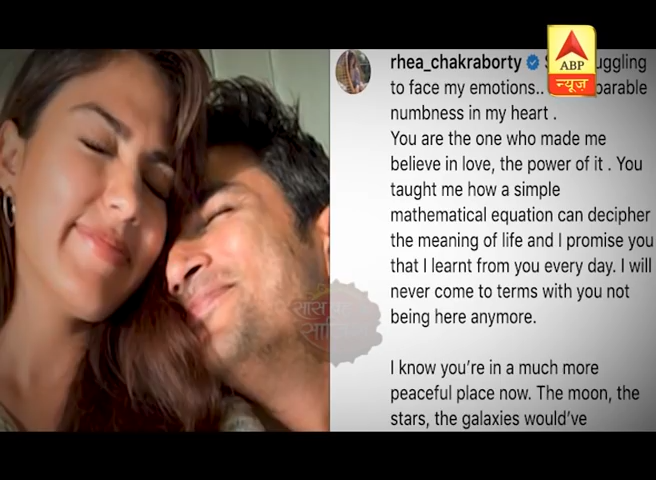 rhea_chakraborty
ABP
न्यूज़
uggling
to face my emotions.. parable
numbness in my heart .
You are the one who made me
believe in love, the power of it . You
taught me how a simple
mathematical equation can decipher
the meaning of life and I promise you
that I learnt from you every day. I will
never come to terms with you not
being here anymore.
I know you're in a much more
peaceful place now. The moon, the
stars, the galaxies would've
सास बहू